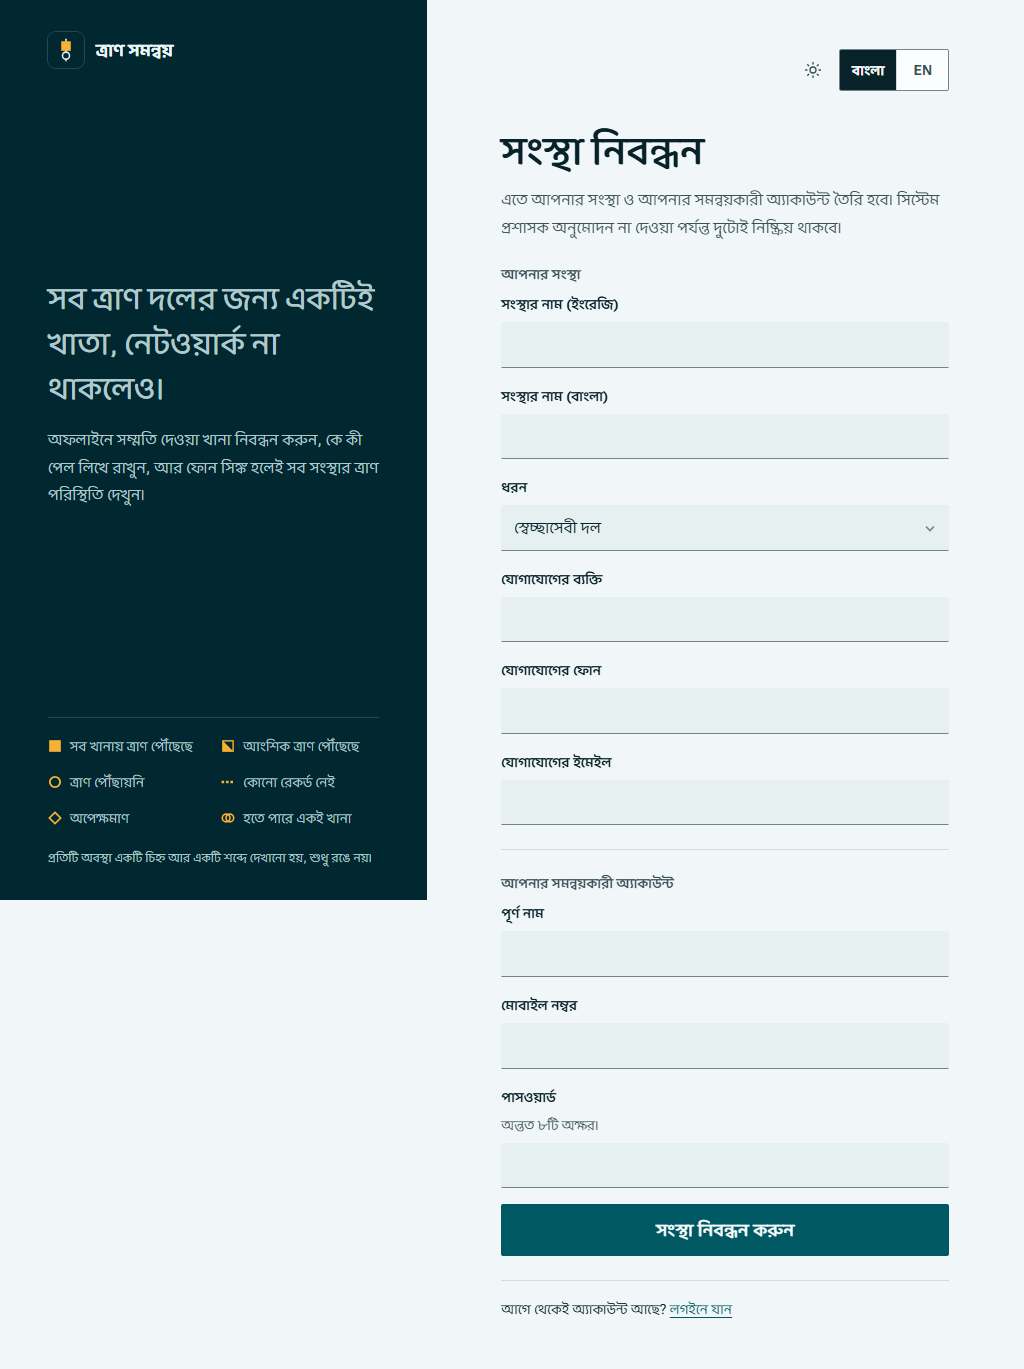 ত্রাণ সমন্বয়
সব ত্রাণ দলের জন্য একটিই
খাতা, নেটওয়ার্ক না
থাকলেও।
অফলাইনে সম্মতি দেওয়া খানা নিবন্ধন করুন, কে কী
পেল লিখে রাখুন, আর ফোন সিঙ্ক হলেই সব সংস্থার ত্রাণ
পরিস্থিতি দেখুন।
সব খানায় ত্রাণ পৌঁছেছে
আংশিক ত্রাণ পৌঁছেছে
ত্রাণ পৌঁছায়নি
কোনো রেকর্ড নেই
অপেক্ষমাণ
হতে পারে একই খানা
প্রতিটি অবস্থা একটি চিহ্ন আর একটি শব্দে দেখানো হয়, শুধু রঙে নয়।
বাংলা
EN
সংস্থা নিবন্ধন
এতে আপনার সংস্থা ও আপনার সমন্বয়কারী অ্যাকাউন্ট তৈরি হবে। সিস্টেম
প্রশাসক অনুমোদন না দেওয়া পর্যন্ত দুটোই নিষ্ক্রিয় থাকবে।
আপনার সংস্থা
সংস্থার নাম (ইংরেজি)
সংস্থার নাম (বাংলা)
ধরন
স্বেচ্ছাসেবী দল
যোগাযোগের ব্যক্তি
যোগাযোগের ফোন
যোগাযোগের ইমেইল
আপনার সমন্বয়কারী অ্যাকাউন্ট
পূর্ণ নাম
মোবাইল নম্বর
পাসওয়ার্ড
অন্তত ৮টি অক্ষর।
সংস্থা নিবন্ধন করুন
আগে থেকেই অ্যাকাউন্ট আছে? লগইনে যান